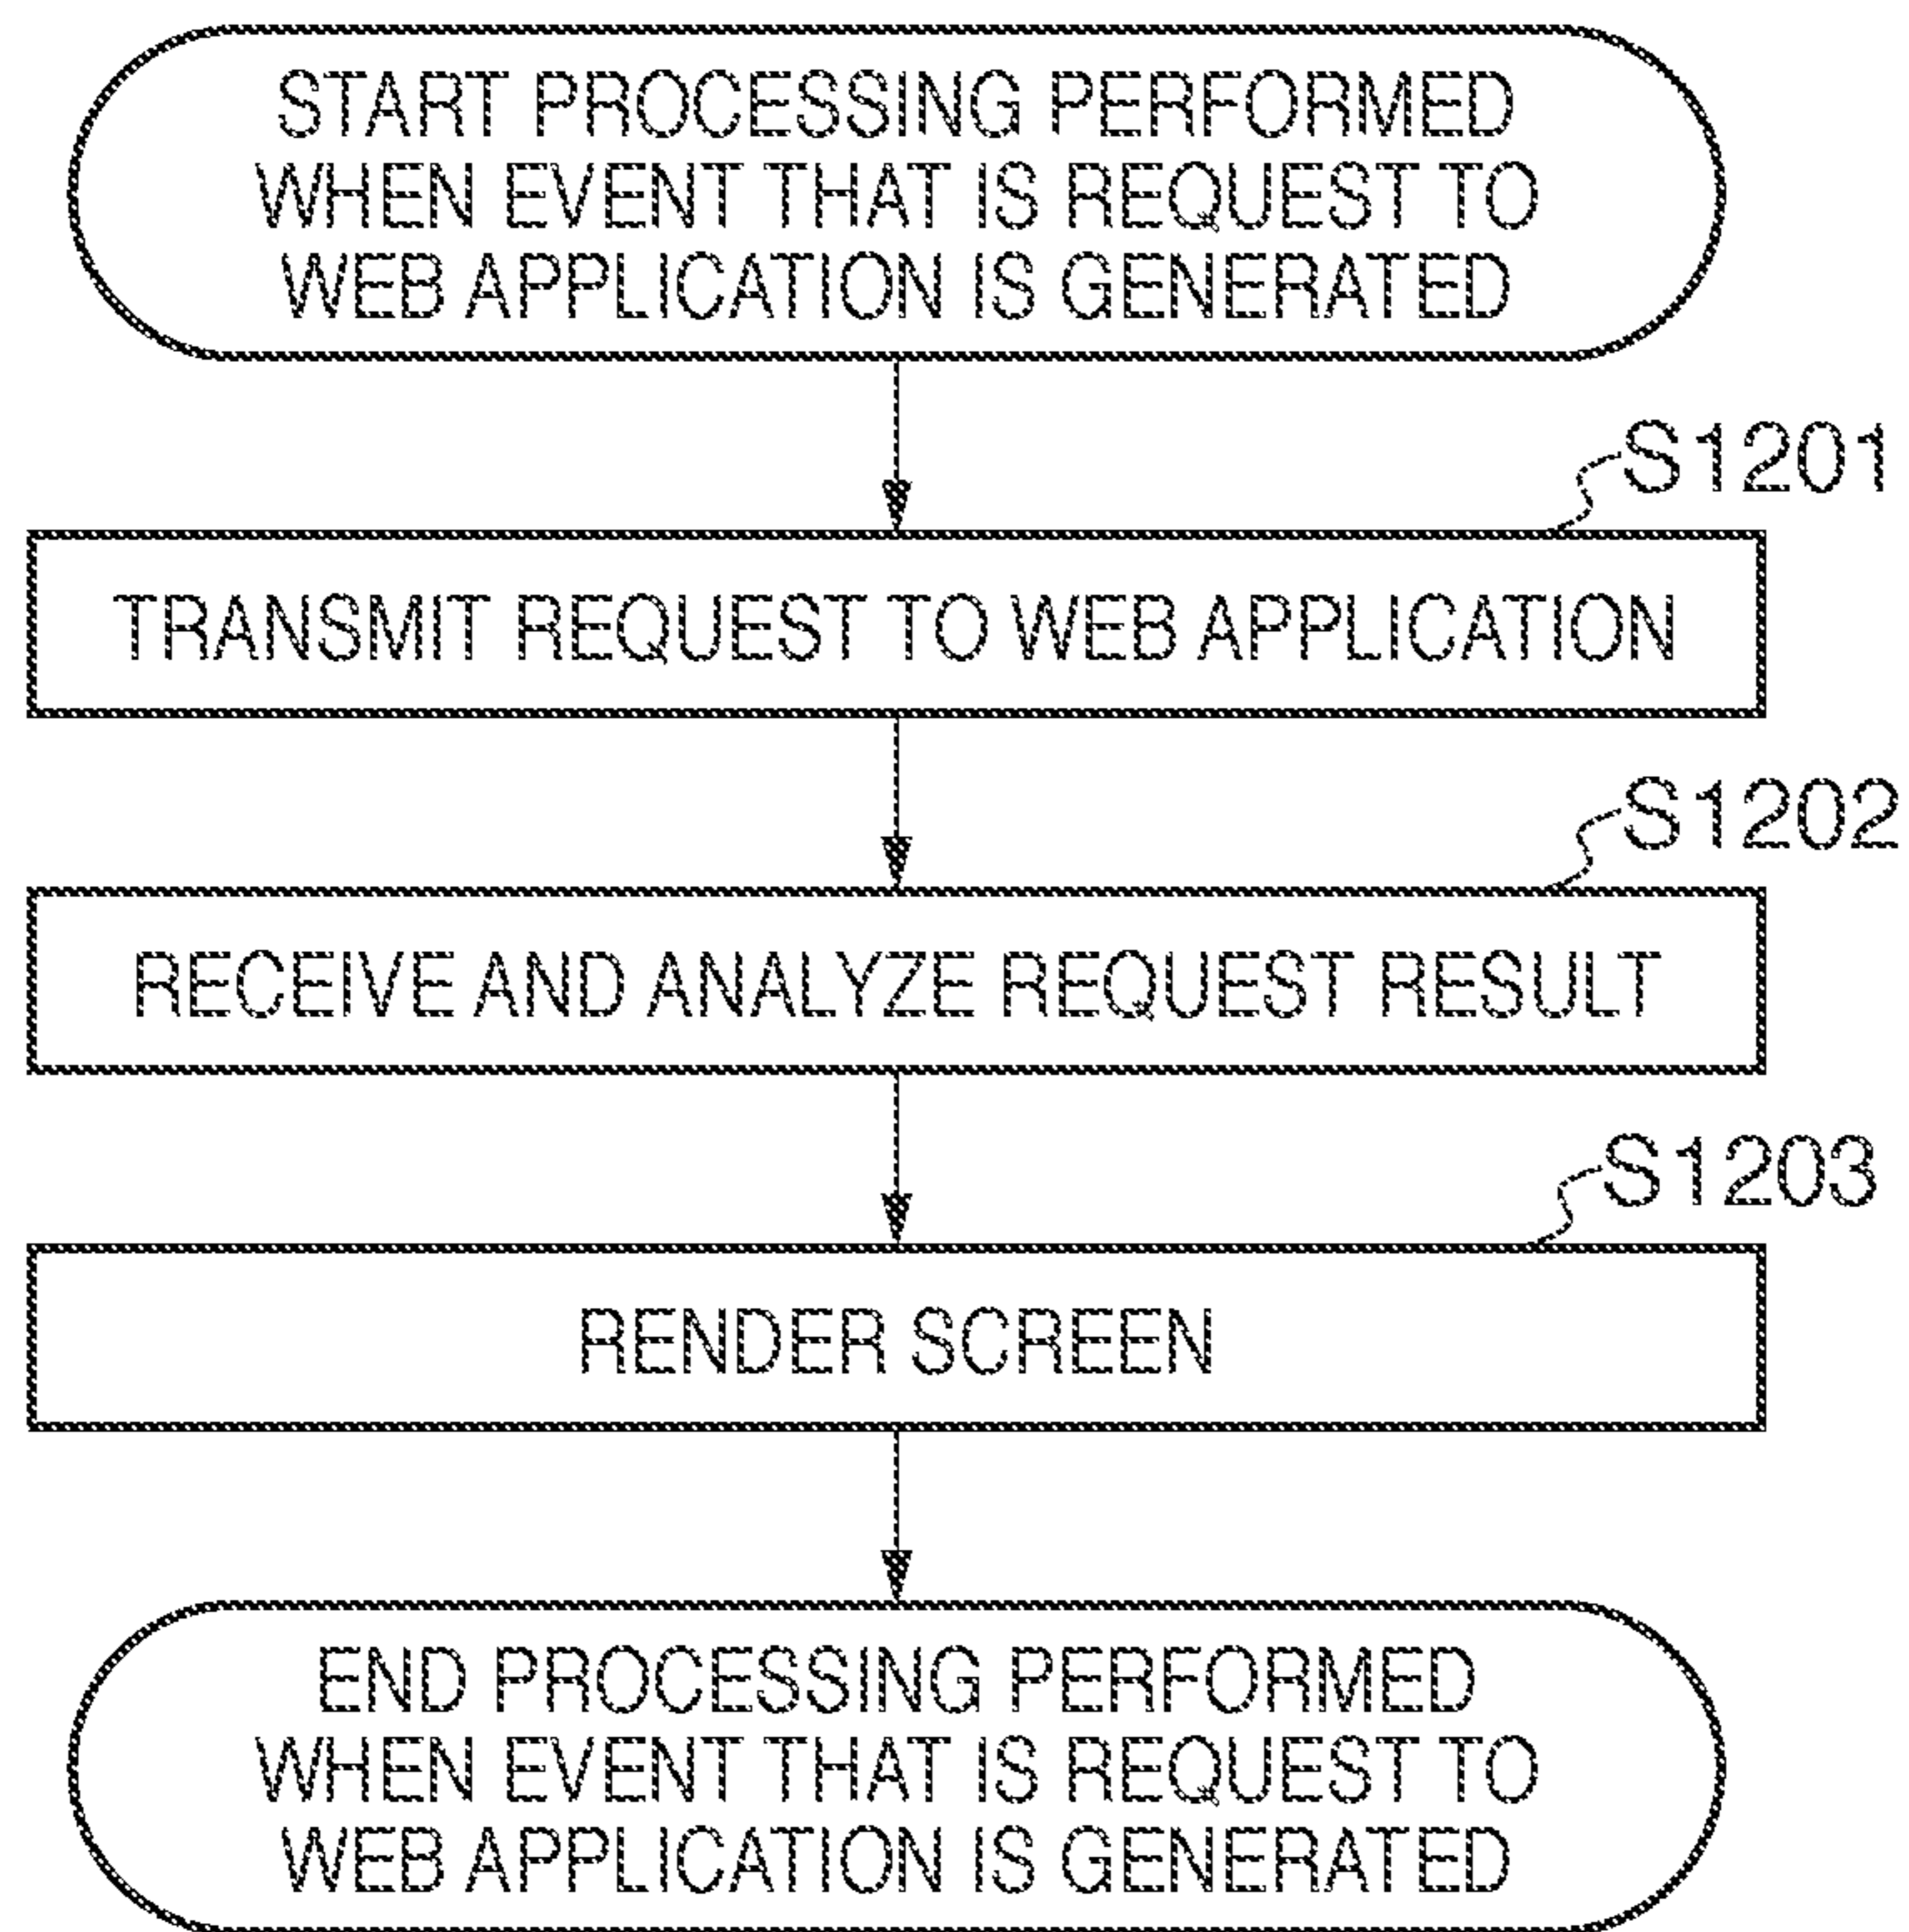 START PROCESSING PERFORMED
WHEN EVENT THAT IS REQUEST TO
WEB APPLICATION IS GENERATED
S1201
TRANSMIT REQUEST TO WEB APPLICATION
S1202
RECEIVE AND ANALYZE REQUEST RESULT
S1203
RENDER SCREEN
END PROCESSING PERFORMED
WHEN EVENT THAT IS REQUEST TO
WEB APPLICATION IS GENERATED